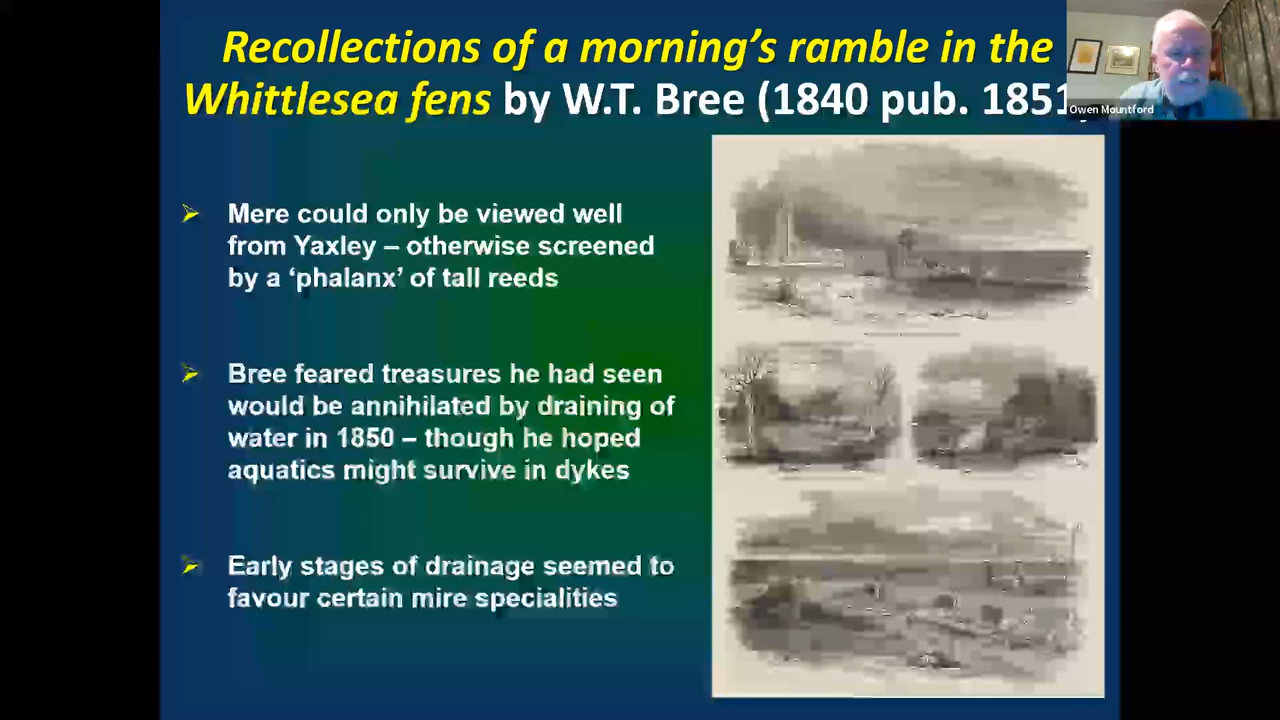 Recollections of a morning's ramble in the
Whittlesea fens by W.T. Bree (1840 pub. 1851)
Owen Mountford
Mere could only be viewed well
from Yaxley – otherwise screened
by a ‘phalanx’ of tall reeds
Bree feared treasures he had seen
would be annihilated by draining of
water in 1850 – though he hoped
aquatics might survive in dykes
Early stages of drainage seemed to
favour certain mire specialities